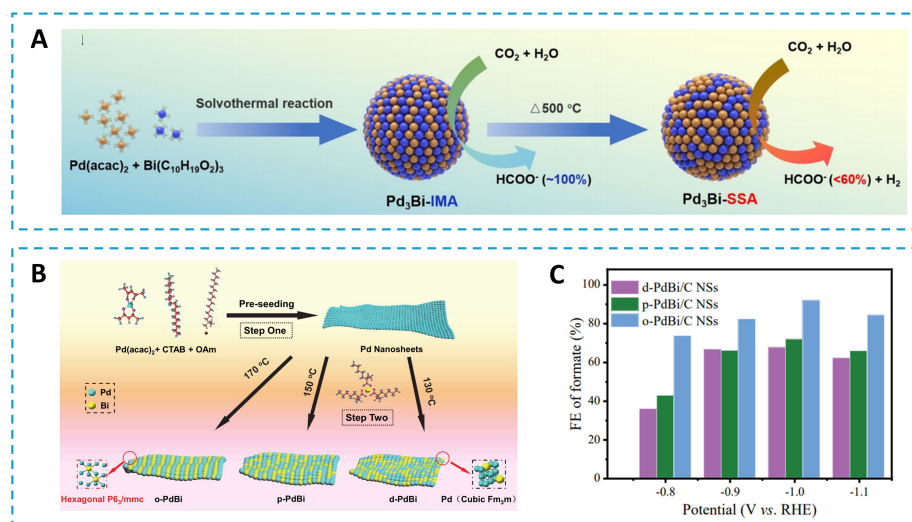 A
Solvothermal reaction
Pd(acac)₂ + Bi(C₁₀H₁₉O₂)₃
CO₂ + H₂O
HCOO⁻ (~100%)
Pd₃Bi-IMA
△500 °C
CO₂ + H₂O
HCOO⁻ (<60%) + H₂
Pd₃Bi-SSA
B
Pd(acac)₂+ CTAB + OAm
Pre-seeding
Step One
Pd Nanosheets
Pd
Bi
170 °C
150 °C
130 °C
Step Two
Hexagonal P6₃/mmc
o-PdBi
p-PdBi
d-PdBi
Pd（Cubic Fm₃m）
C
FE of formate (%)
100
80
60
40
20
0
d-PdBi/C NSs
p-PdBi/C NSs
o-PdBi/C NSs
-0.8 -0.9 -1.0 -1.1
Potential (V vs. RHE)